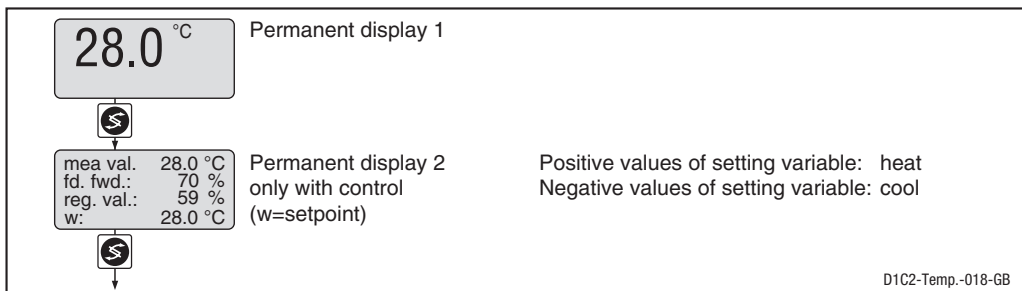 28.0 °C
Permanent display 1
mea val. 28.0 °C
fd. fwd.: 70 %
reg. val.: 59 %
w: 28.0 °C
Permanent display 2
only with control
(w=setpoint)
Positive values of setting variable: heat
Negative values of setting variable: cool
D1C2-Temp.-018-GB